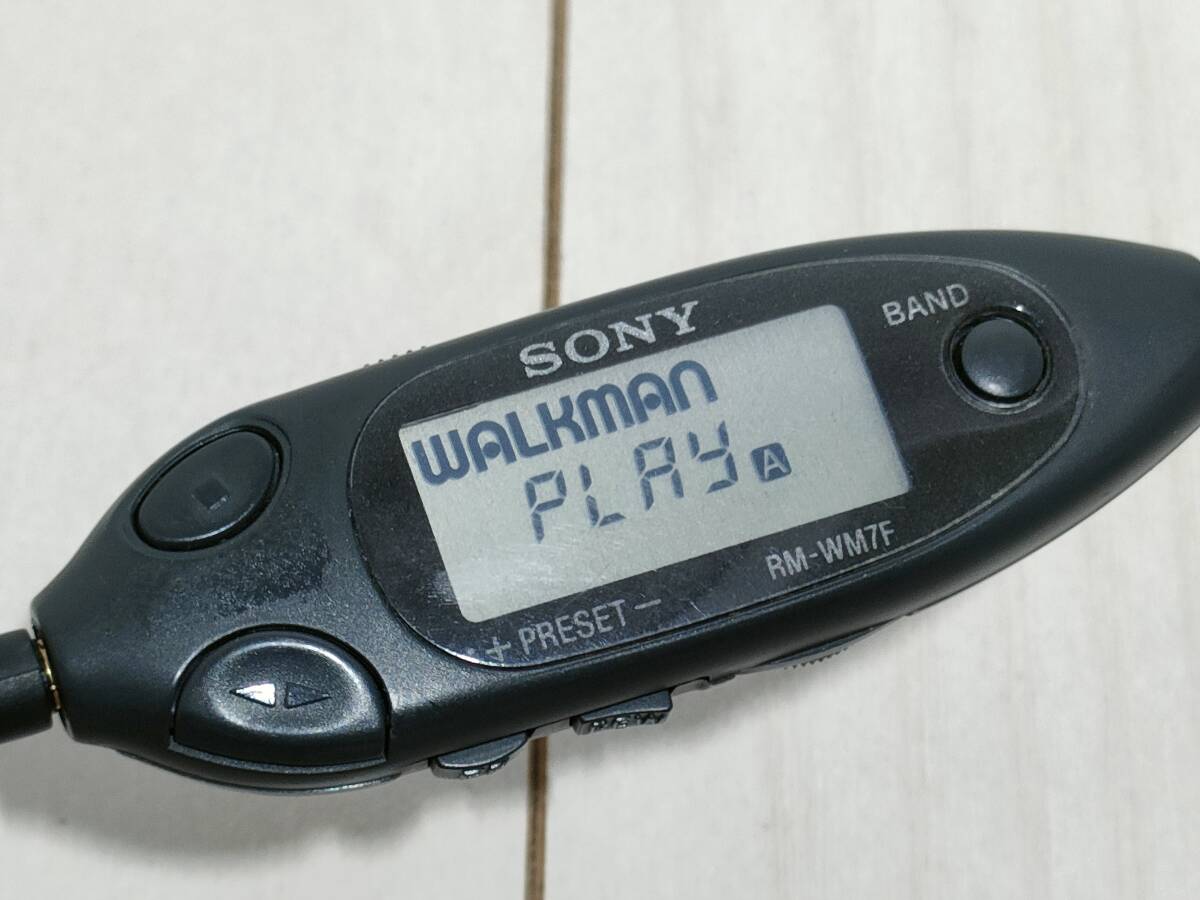 SONY
BAND
WALKMAN
PLAY A
RM-WM7F
+ PRESET −